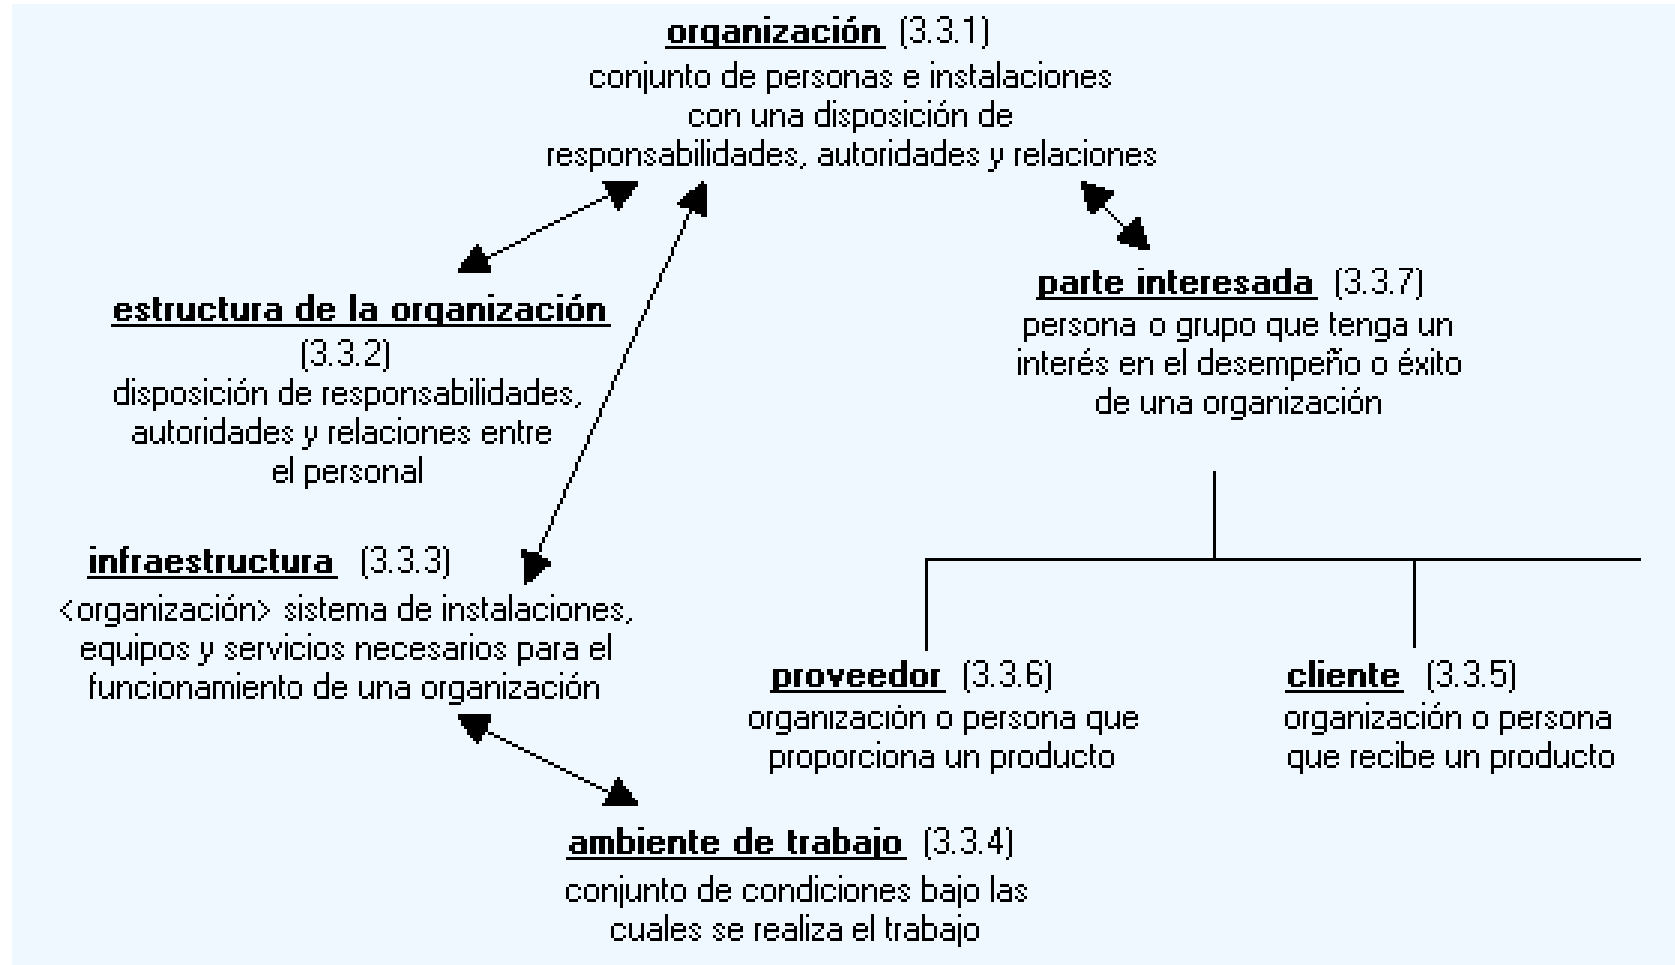 organización (3.3.1)
conjunto de personas e instalaciones
con una disposición de
responsabilidades, autoridades y relaciones
estructura de la organización
(3.3.2)
disposición de responsabilidades,
autoridades y relaciones entre
el personal
parte interesada (3.3.7)
persona o grupo que tenga un
interés en el desempeño o éxito
de una organización
infraestructura (3.3.3)
<organización> sistema de instalaciones,
equipos y servicios necesarios para el
funcionamiento de una organización
proveedor (3.3.6)
organización o persona que
proporciona un producto
cliente (3.3.5)
organización o persona
que recibe un producto
ambiente de trabajo (3.3.4)
conjunto de condiciones bajo las
cuales se realiza el trabajo